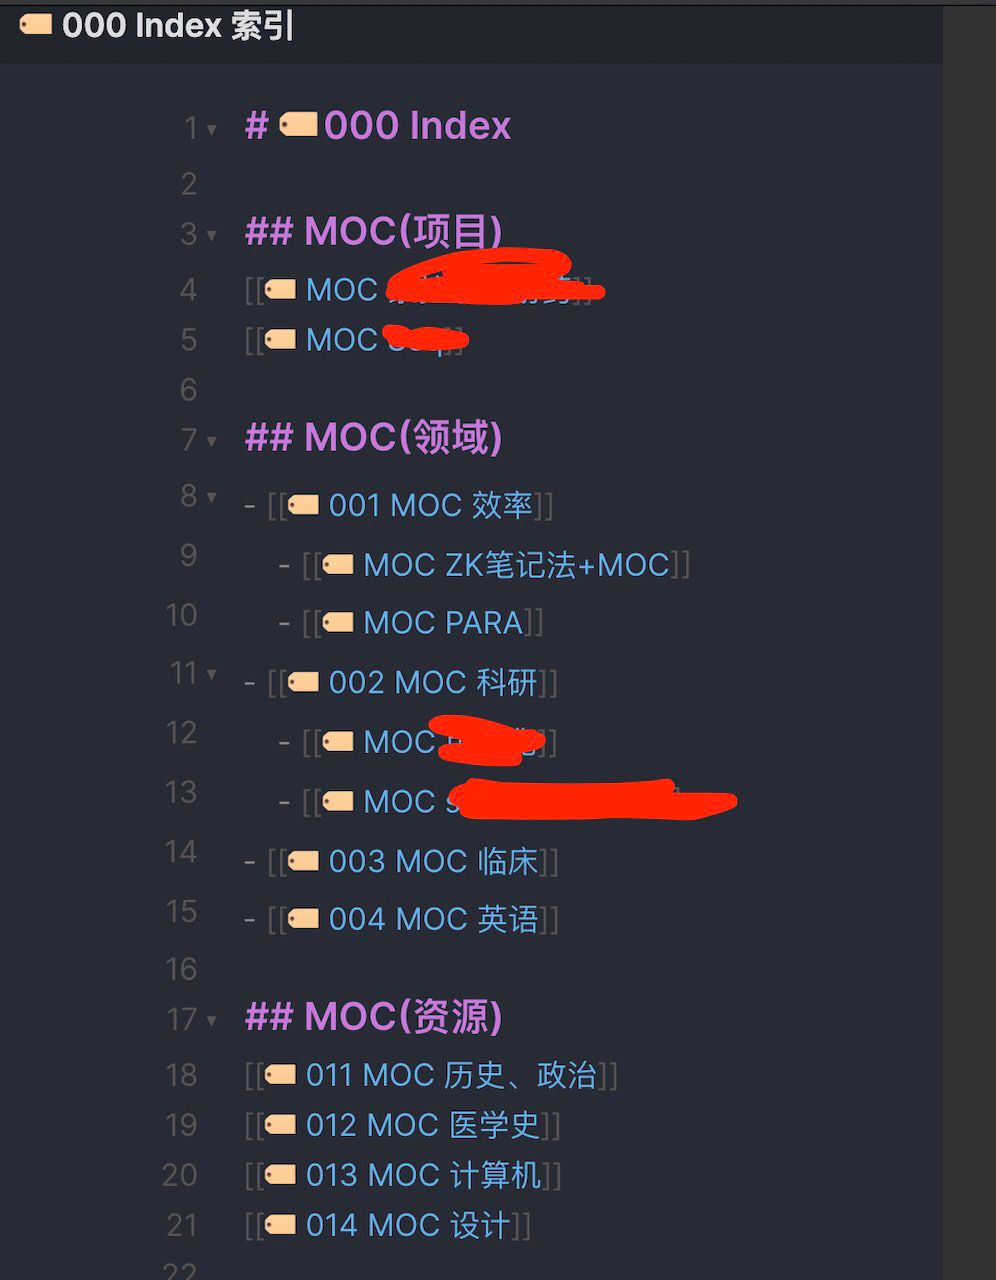 🏷️ 000 Index 索引
1 # 🏷️000 Index
2
3 ## MOC(项目)
4 [[🏷️ MOC ]]
5 [[🏷️ MOC ]]
6
7 ## MOC(领域)
8 - [[🏷️ 001 MOC 效率]]
9 - [[🏷️ MOC ZK笔记法+MOC]]
10 - [[🏷️ MOC PARA]]
11 - [[🏷️ 002 MOC 科研]]
12 - [[🏷️ MOC ]]
13 - [[🏷️ MOC
14 - [[🏷️ 003 MOC 临床]]
15 - [[🏷️ 004 MOC 英语]]
16
17 ## MOC(资源)
18 [[🏷️ 011 MOC 历史、政治]]
19 [[🏷️ 012 MOC 医学史]]
20 [[🏷️ 013 MOC 计算机]]
21 [[🏷️ 014 MOC 设计]]
22